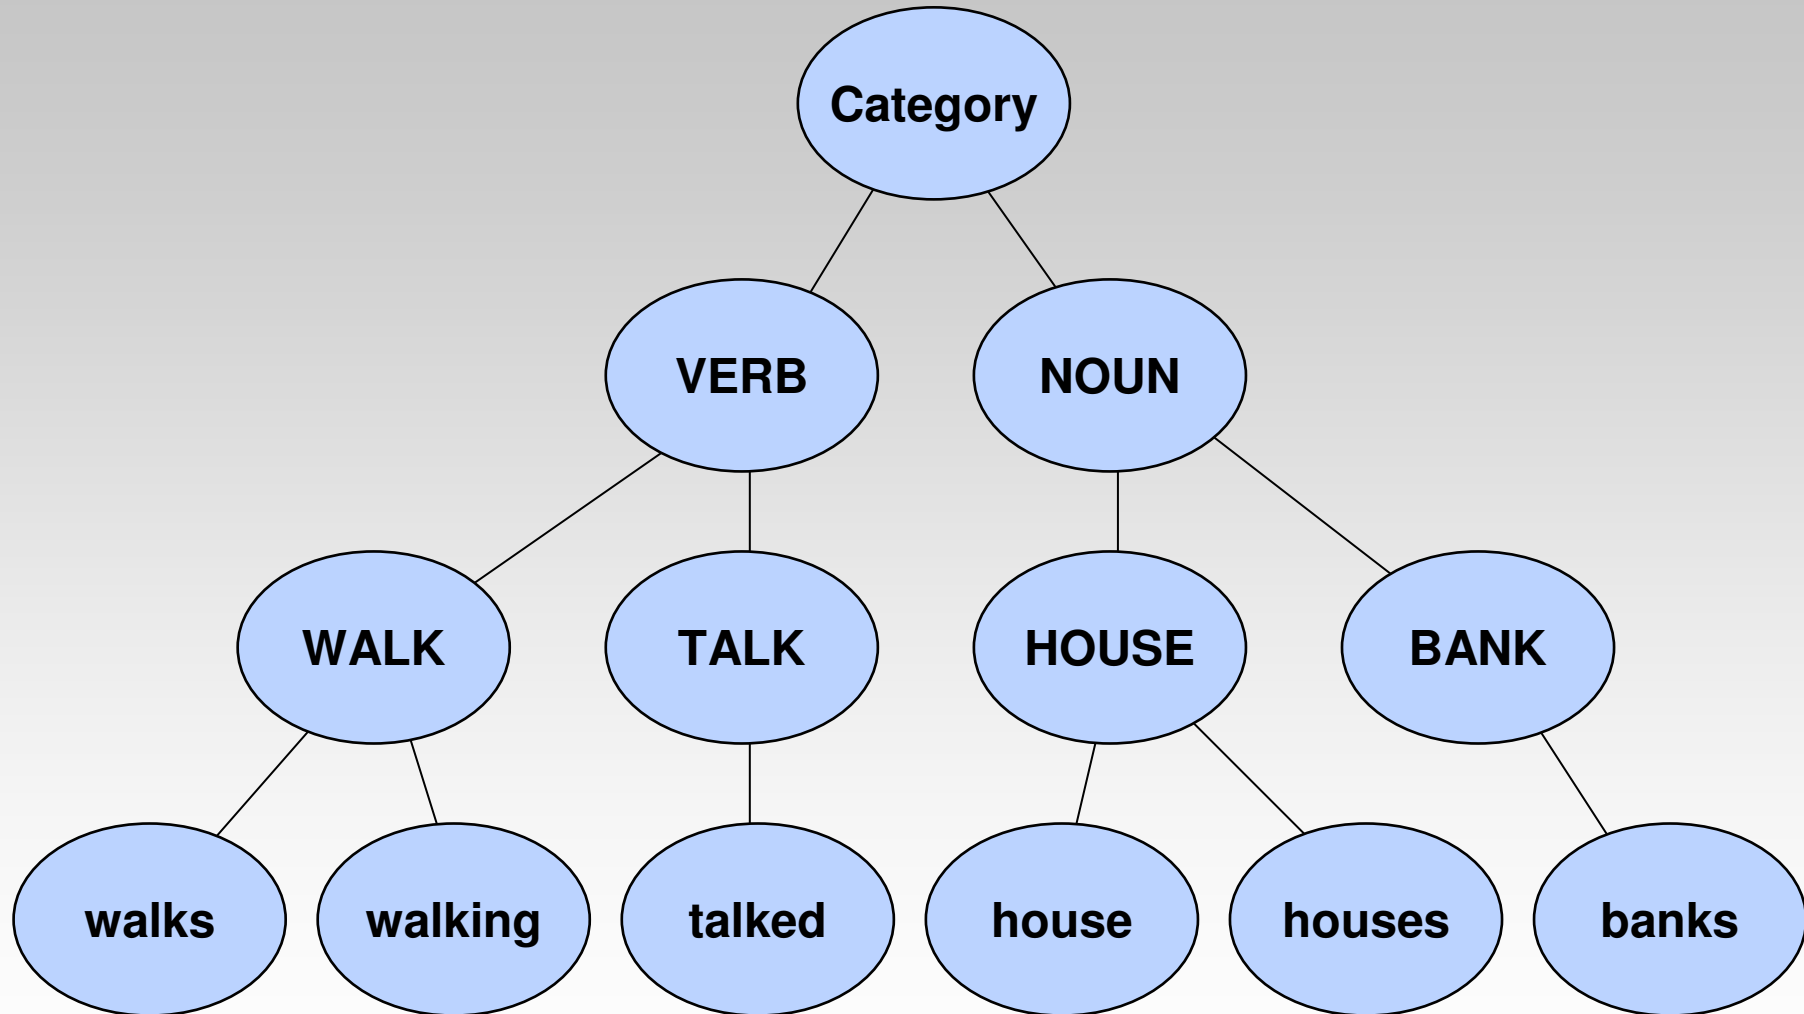 Category
VERB
NOUN
WALK
TALK
HOUSE
BANK
walks
walking
talked
house
houses
banks